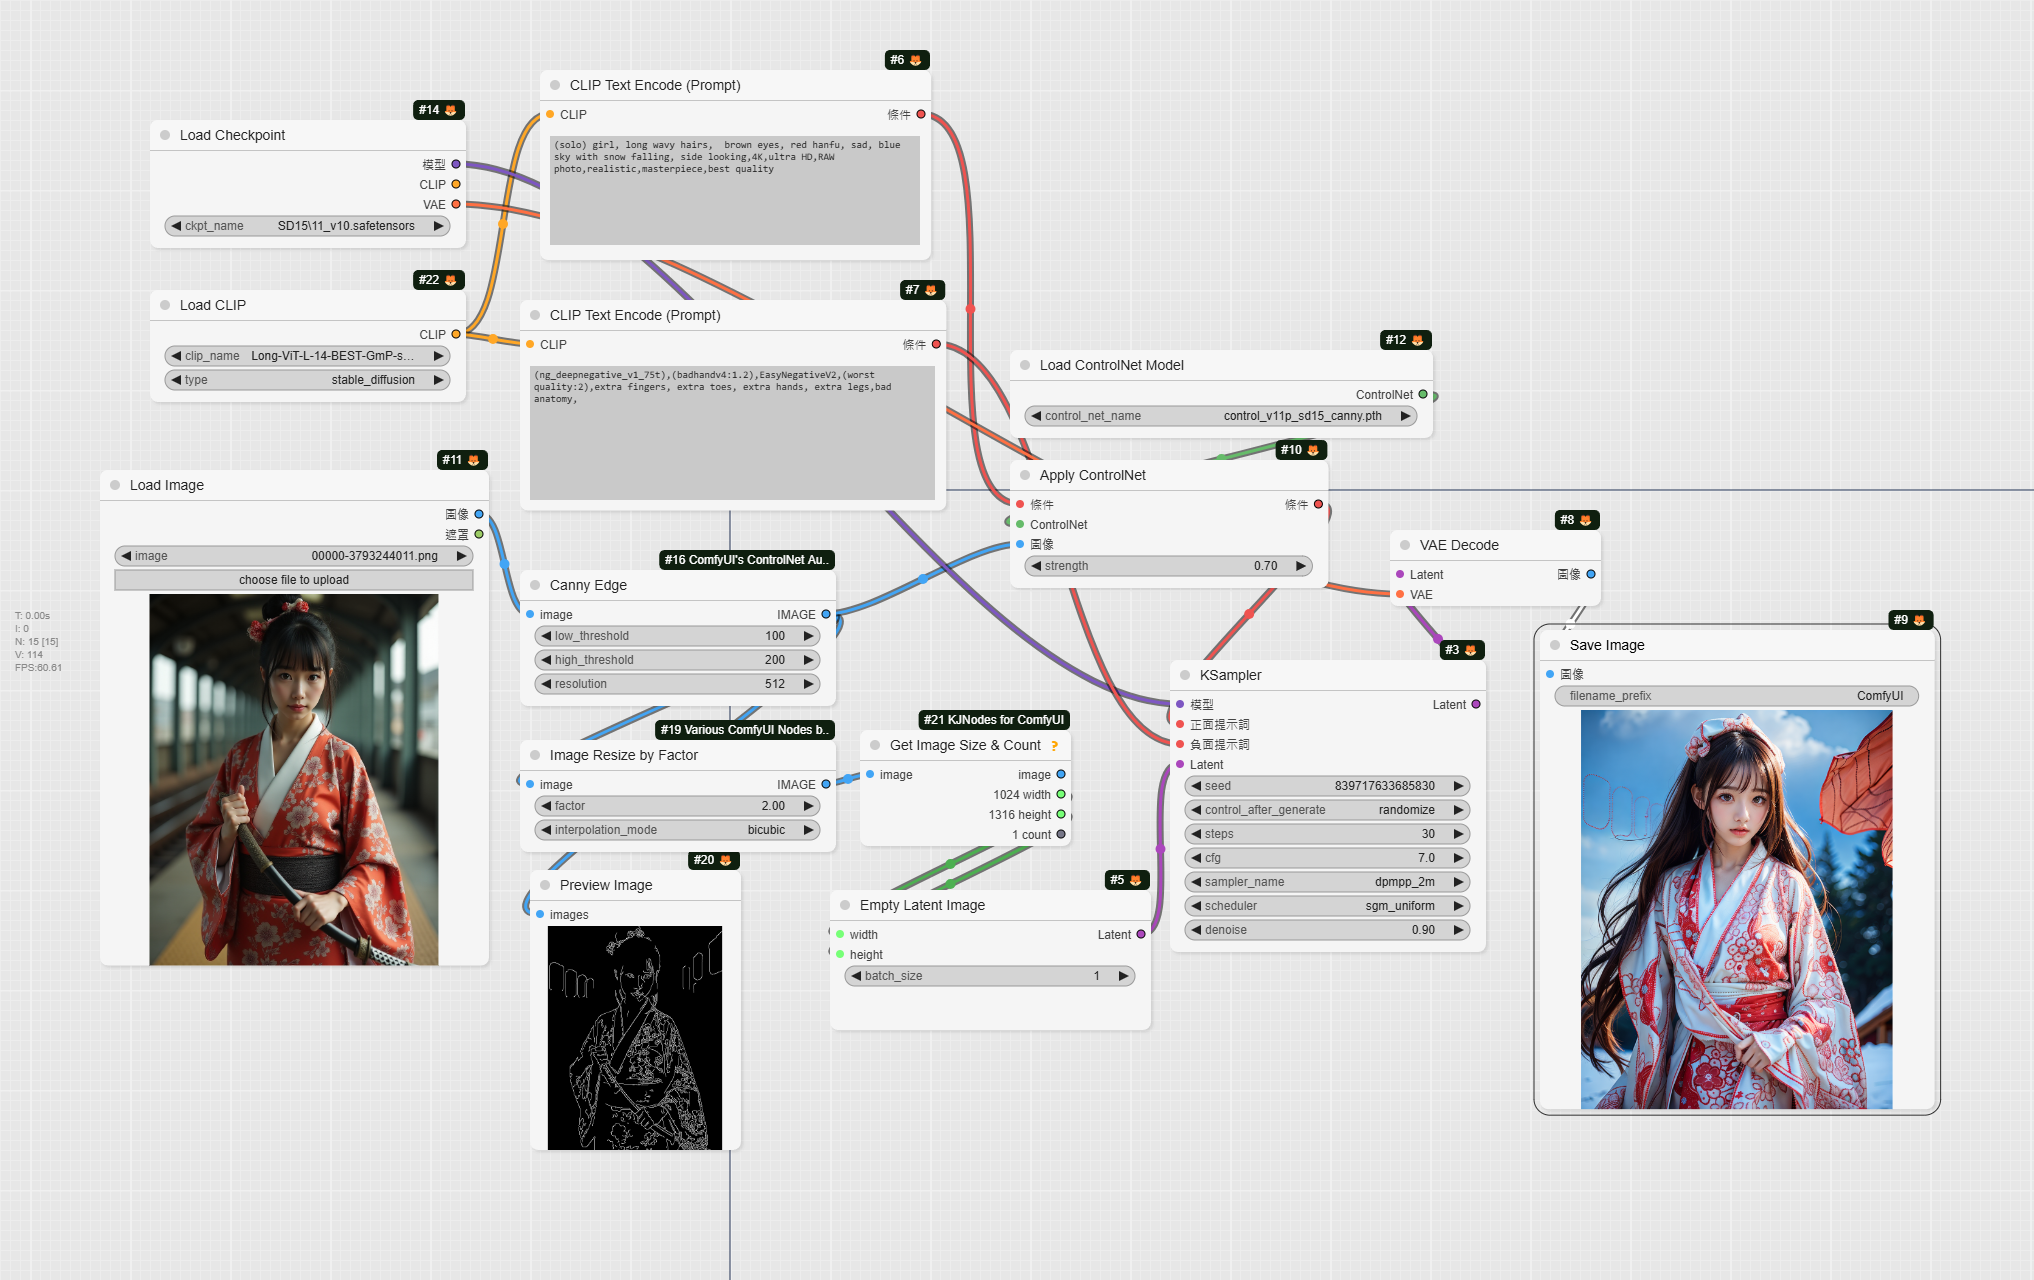 #6
CLIP Text Encode (Prompt)
CLIP
條件
(solo) girl, long wavy hairs,  brown eyes, red hanfu, sad, blue
sky with snow falling, side looking,4K,ultra HD,RAW
photo,realistic,masterpiece,best quality
#14
Load Checkpoint
模型
CLIP
VAE
ckpt_name SD15\11_v10.safetensors
#22
Load CLIP
CLIP
clip_name Long-ViT-L-14-BEST-GmP-s...
type stable_diffusion
#7
CLIP Text Encode (Prompt)
CLIP
條件
(ng_deepnegative_v1_75t),(badhandv4:1.2),EasyNegativeV2,(worst
quality:2),extra fingers, extra toes, extra hands, extra legs,bad
anatomy,
#12
Load ControlNet Model
ControlNet
control_net_name control_v11p_sd15_canny.pth
#10
Apply ControlNet
條件 條件
ControlNet
圖像
strength 0.70
#11
Load Image
圖像
遮罩
image 00000-3793244011.png
choose file to upload
T: 0.00s
I: 0
N: 15 [15]
V: 114
FPS:60.61
#16 ComfyUI's ControlNet Au..
Canny Edge
image IMAGE
low_threshold 100
high_threshold 200
resolution 512
#19 Various ComfyUI Nodes b..
Image Resize by Factor
image IMAGE
factor 2.00
interpolation_mode bicubic
#20
Preview Image
images
#21 KJNodes for ComfyUI
Get Image Size & Count ?
image image
1024 width
1316 height
1 count
#5
Empty Latent Image
width Latent
height
batch_size 1
#8
VAE Decode
Latent 圖像
VAE
#3
KSampler
模型 Latent
正面提示詞
負面提示詞
Latent
seed 839717633685830
control_after_generate randomize
steps 30
cfg 7.0
sampler_name dpmpp_2m
scheduler sgm_uniform
denoise 0.90
#9
Save Image
圖像
filename_prefix ComfyUI